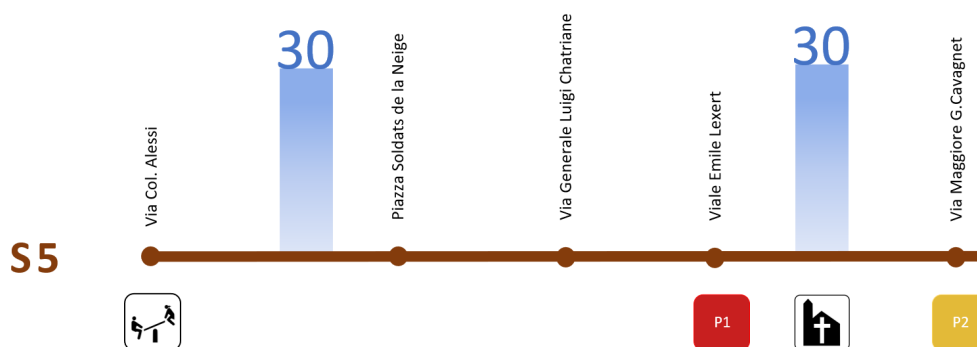 30
30
Via Col. Alessi
Piazza Soldats de la Neige
Via Generale Luigi Chatriane
Viale Emile Lexert
Via Maggiore G.Cavagnet
S5
P1
P2